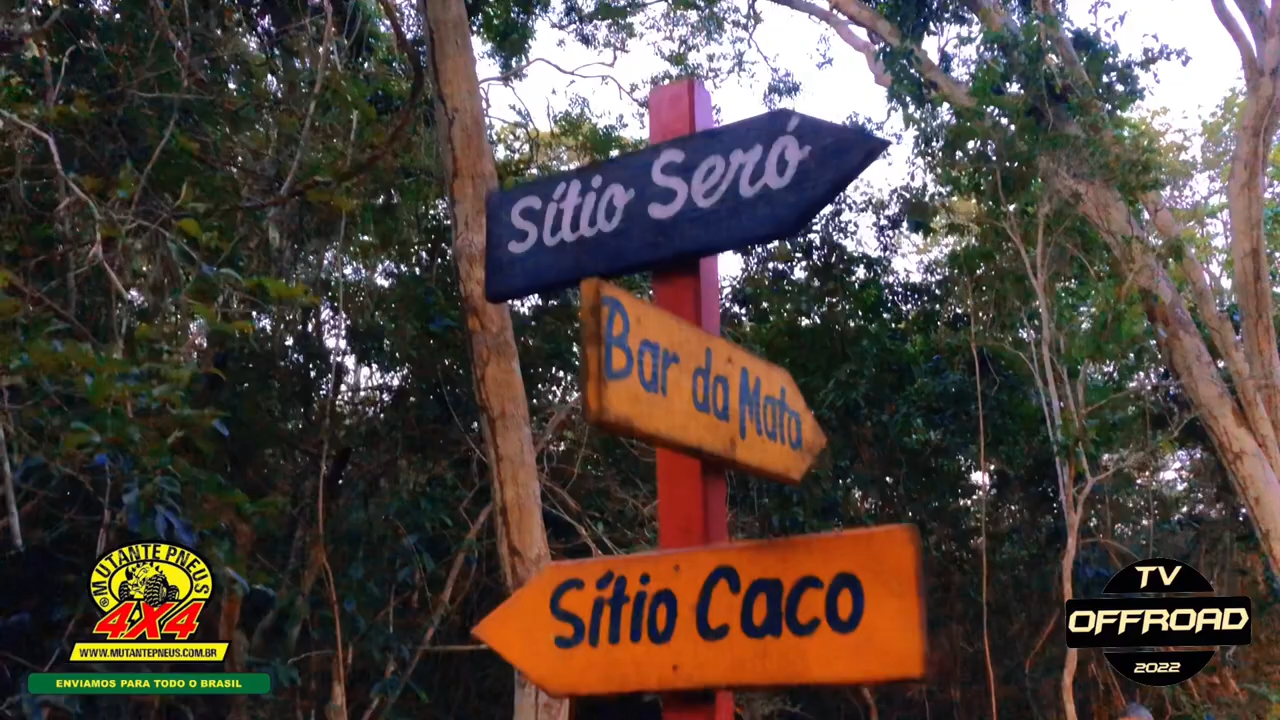 Sítio Seró
Bar da Mata
Sítio Caco
MUTANTE PNEUS
4X4
WWW.MUTANTEPNEUS.COM.BR
ENVIAMOS PARA TODO O BRASIL
TV
OFFROAD
2022